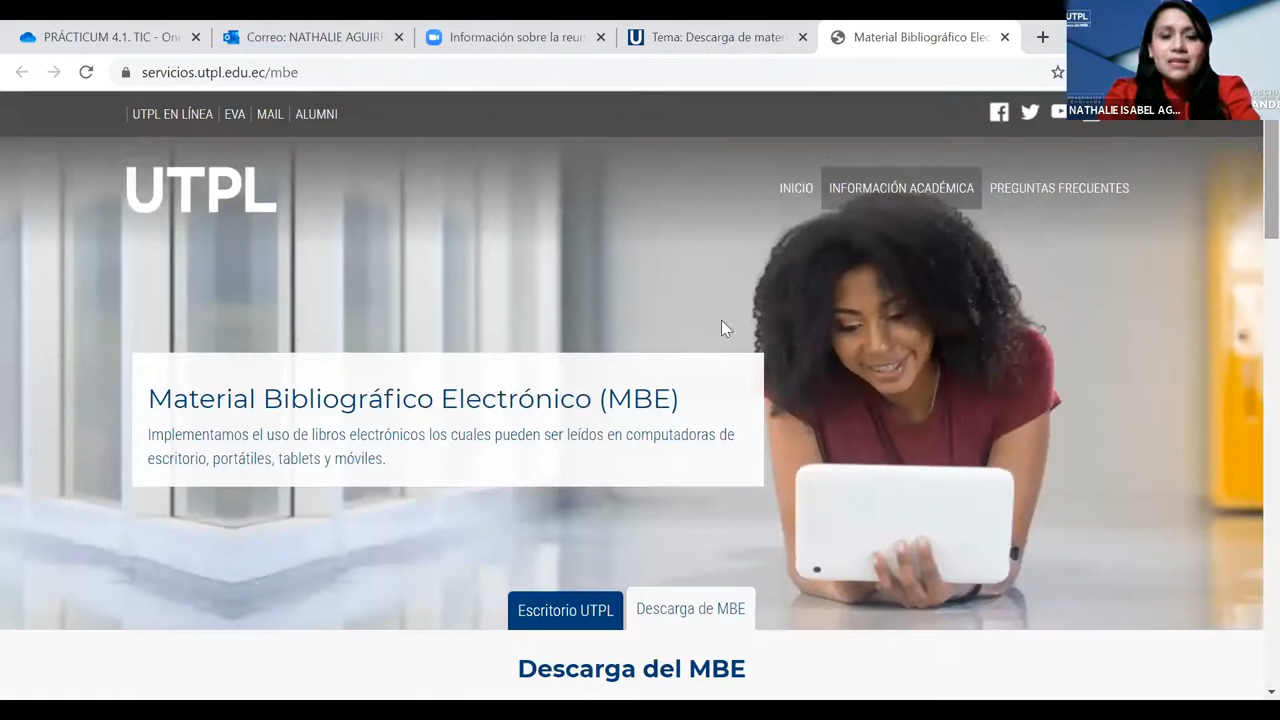 PRÁCTICUM 4.1. TIC - On
Correo: NATHALIE AGUIR
Información sobre la reun
Tema: Descarga de mater
Material Bibliográfico Elec
servicios.utpl.edu.ec/mbe
UTPL
NATHALIE ISABEL AG...
UTPL EN LÍNEA
EVA
MAIL
ALUMNI
UTPL
INICIO
INFORMACIÓN ACADÉMICA
PREGUNTAS FRECUENTES
Material Bibliográfico Electrónico (MBE)
Implementamos el uso de libros electrónicos los cuales pueden ser leídos en computadoras de
escritorio, portátiles, tablets y móviles.
Escritorio UTPL
Descarga de MBE
Descarga del MBE